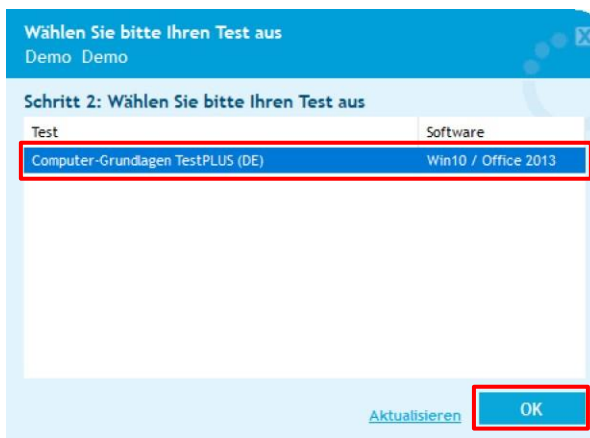 Wählen Sie bitte Ihren Test aus
Demo Demo
Schritt 2: Wählen Sie bitte Ihren Test aus
Test Software
Computer-Grundlagen TestPLUS (DE) Win10 / Office 2013
Aktualisieren OK